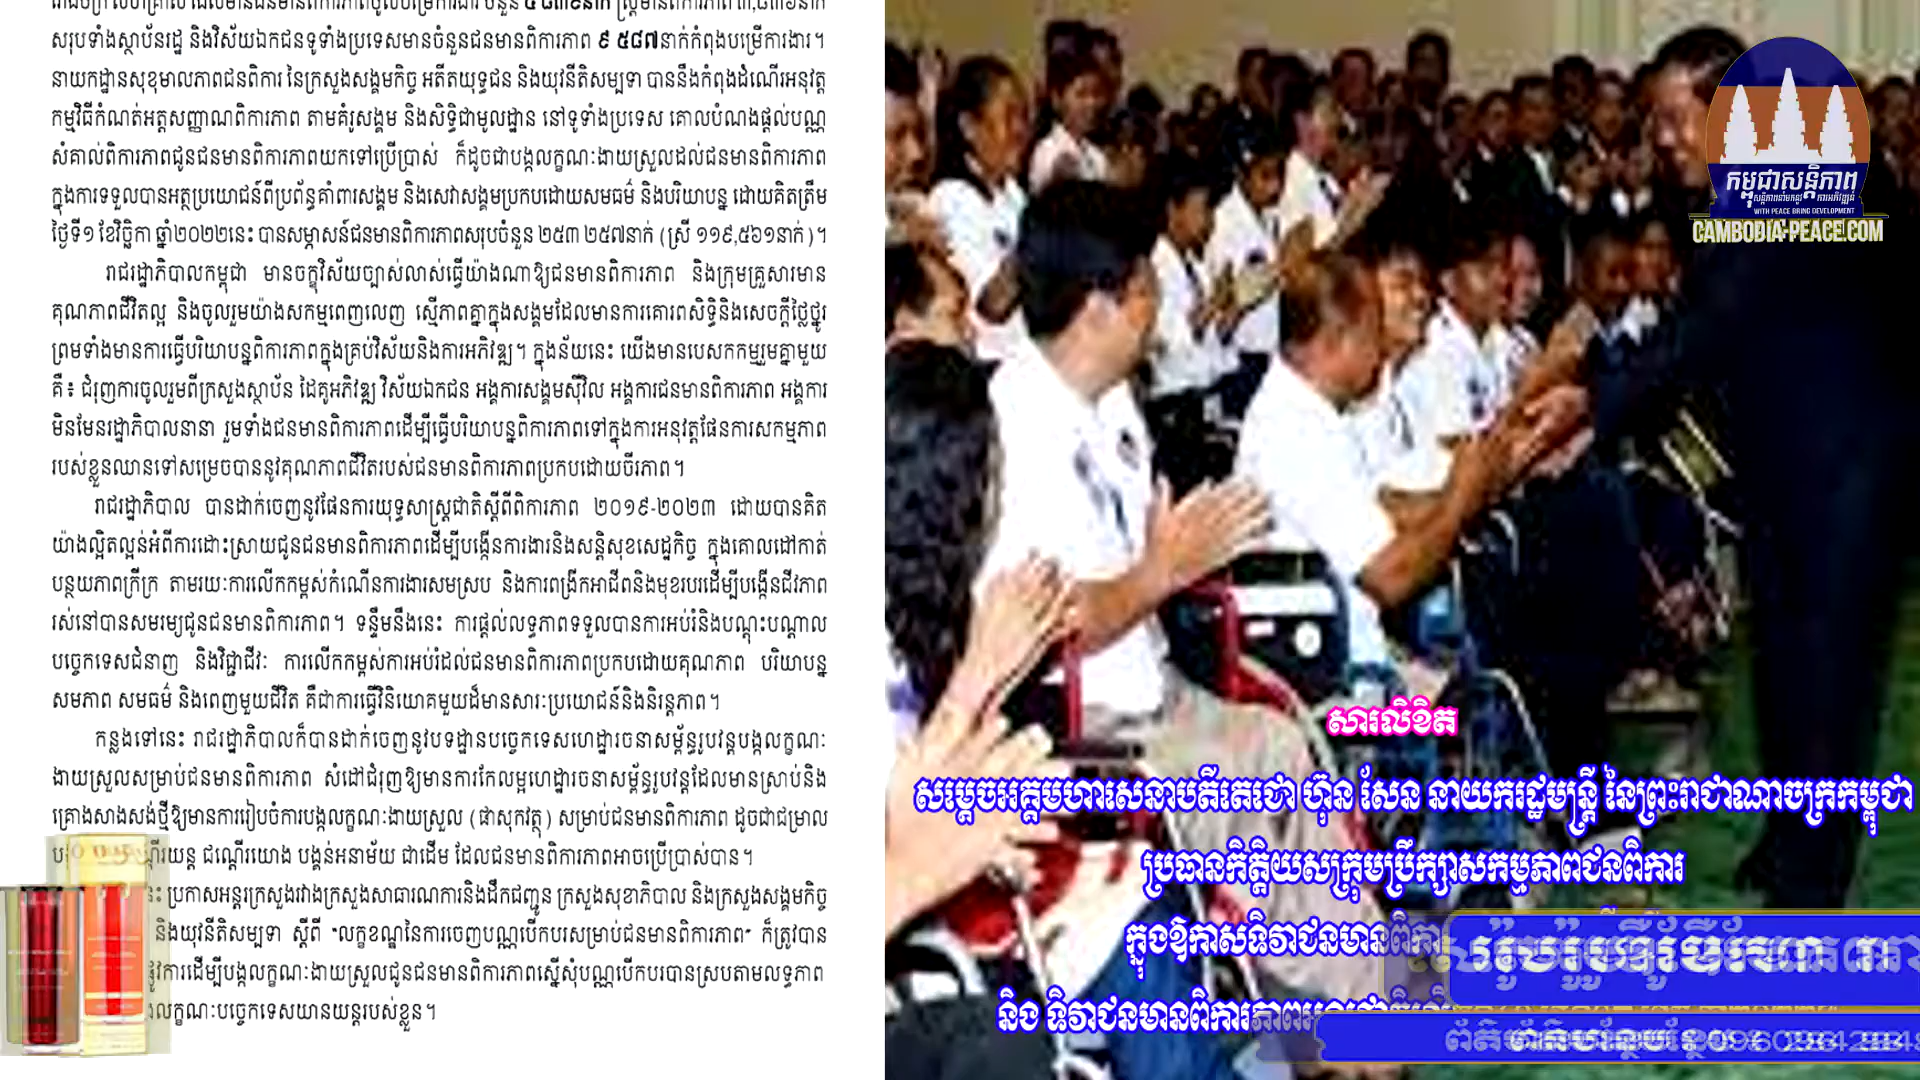 សរុបទាំងស្ថាប័នរដ្ឋ និងវិស័យឯកជនទូទាំងប្រទេសមានចំនួនជនមានពិការភាព ៩ ៥៨៧នាក់កំពុងបម្រើការងារ។
នាយកដ្ឋានសុខុមាលភាពជនពិការ នៃក្រសួងសង្គមកិច្ច អតីតយុទ្ធជន និងយុវនីតិសម្បទា បាននឹងកំពុងដំណើរអនុវត្ត
កម្មវិធីកំណត់អត្តសញ្ញាណពិការភាព តាមគំរូសង្គម និងសិទ្ធិជាមូលដ្ឋាន នៅទូទាំងប្រទេស គោលបំណងផ្តល់បណ្ណ
សំគាល់ពិការភាពជូនជនមានពិការភាពយកទៅប្រើប្រាស់ ក៏ដូចជាបង្កលក្ខណៈងាយស្រួលដល់ជនមានពិការភាព
ក្នុងការទទួលបានអត្ថប្រយោជន៍ពីប្រព័ន្ធគាំពារសង្គម និងសេវាសង្គមប្រកបដោយសមធម៌ និងបរិយាបន្ន ដោយគិតត្រឹម
ថ្ងៃទី១ ខែវិច្ឆិកា ឆ្នាំ២០២២នេះ បានសម្ភាសន៍ជនមានពិការភាពសរុបចំនួន ២៥៣ ២៥៧នាក់ (ស្រី ១១៩,៥៦១នាក់)។
រាជរដ្ឋាភិបាលកម្ពុជា មានចក្ខុវិស័យច្បាស់លាស់ធ្វើយ៉ាងណាឱ្យជនមានពិការភាព និងក្រុមគ្រួសារមាន
គុណភាពជីវិតល្អ និងចូលរួមយ៉ាងសកម្មពេញលេញ ស្មើភាពគ្នាក្នុងសង្គមដែលមានការគោរពសិទ្ធិនិងសេចក្តីថ្លៃថ្នូរ
ព្រមទាំងមានការធ្វើបរិយាបន្នពិការភាពក្នុងគ្រប់វិស័យនិងការអភិវឌ្ឍ។ ក្នុងន័យនេះ យើងមានបេសកកម្មរួមគ្នាមួយ
គឺ៖ ជំរុញការចូលរួមពីក្រសួងស្ថាប័ន ដៃគូអភិវឌ្ឍ វិស័យឯកជន អង្គការសង្គមស៊ីវិល អង្គការជនមានពិការភាព អង្គការ
មិនមែនរដ្ឋាភិបាលនានា រួមទាំងជនមានពិការភាពដើម្បីធ្វើបរិយាបន្នពិការភាពទៅក្នុងការអនុវត្តផែនការសកម្មភាព
របស់ខ្លួនឈានទៅសម្រេចបាននូវគុណភាពជីវិតរបស់ជនមានពិការភាពប្រកបដោយចីរភាព។
រាជរដ្ឋាភិបាល បានដាក់ចេញនូវផែនការយុទ្ធសាស្ត្រជាតិស្តីពីពិការភាព ២០១៩-២០២៣ ដោយបានគិត
យ៉ាងល្អិតល្អន់អំពីការដោះស្រាយជូនជនមានពិការភាពដើម្បីបង្កើនការងារនិងសន្តិសុខសេដ្ឋកិច្ច ក្នុងគោលដៅកាត់
បន្ថយភាពក្រីក្រ តាមរយៈការលើកកម្ពស់កំណើនការងារសមស្រប និងការពង្រីកអាជីពនិងមុខរបរដើម្បីបង្កើនជីវភាព
រស់នៅបានសមរម្យជូនជនមានពិការភាព។ ទន្ទឹមនឹងនេះ ការផ្តល់លទ្ធភាពទទួលបានការអប់រំនិងបណ្តុះបណ្តាល
បច្ចេកទេសជំនាញ និងវិជ្ជាជីវៈ ការលើកកម្ពស់ការអប់រំដល់ជនមានពិការភាពប្រកបដោយគុណភាព បរិយាបន្ន
សមភាព សមធម៌ និងពេញមួយជីវិត គឺជាការធ្វើវិនិយោគមួយដ៏មានសារៈប្រយោជន៍និងនិរន្តភាព។
កន្លងទៅនេះ រាជរដ្ឋាភិបាលក៏បានដាក់ចេញនូវបទដ្ឋានបច្ចេកទេសហេដ្ឋារចនាសម្ព័ន្ធរូបវន្តបង្កលក្ខណៈ
ងាយស្រួលសម្រាប់ជនមានពិការភាព សំដៅជំរុញឱ្យមានការកែលម្អហេដ្ឋារចនាសម្ព័ន្ធរូបវន្តដែលមានស្រាប់និង
គ្រោងសាងសង់ថ្មីឱ្យមានការរៀបចំការបង្កលក្ខណៈងាយស្រួល (ផាសុកវត្ថុ) សម្រាប់ជនមានពិការភាព ដូចជាជម្រាល
ជណ្តើរយោង បង្គន់អនាម័យ ជាដើម ដែលជនមានពិការភាពអាចប្រើប្រាស់បាន។
ប្រកាសអន្តរក្រសួងរវាងក្រសួងសាធារណការនិងដឹកជញ្ជូន ក្រសួងសុខាភិបាល និងក្រសួងសង្គមកិច្ច
និងយុវនីតិសម្បទា ស្តីពី "លក្ខខណ្ឌនៃការចេញបណ្ណបើកបរសម្រាប់ជនមានពិការភាព" ក៏ត្រូវបាន
ការដើម្បីបង្កលក្ខណៈងាយស្រួលជូនជនមានពិការភាពស្នើសុំបណ្ណបើកបរបានស្របតាមលទ្ធភាព
លក្ខណៈបច្ចេកទេសយានយន្តរបស់ខ្លួន។
កម្ពុជាសន្តិភាព
WITH PEACE BRING DEVELOPMENT
CAMBODIA-PEACE.COM
សារលិខិត
សម្តេចអគ្គមហាសេនាបតីតេជោ ហ៊ុន សែន នាយករដ្ឋមន្ត្រី នៃព្រះរាជាណាចក្រកម្ពុជា
ប្រធានកិត្តិយសក្រុមប្រឹក្សាសកម្មភាពជនពិការ
ក្នុងឱកាសទិវាជនមានពិការ
និង ទិវាជនមានពិការភាព